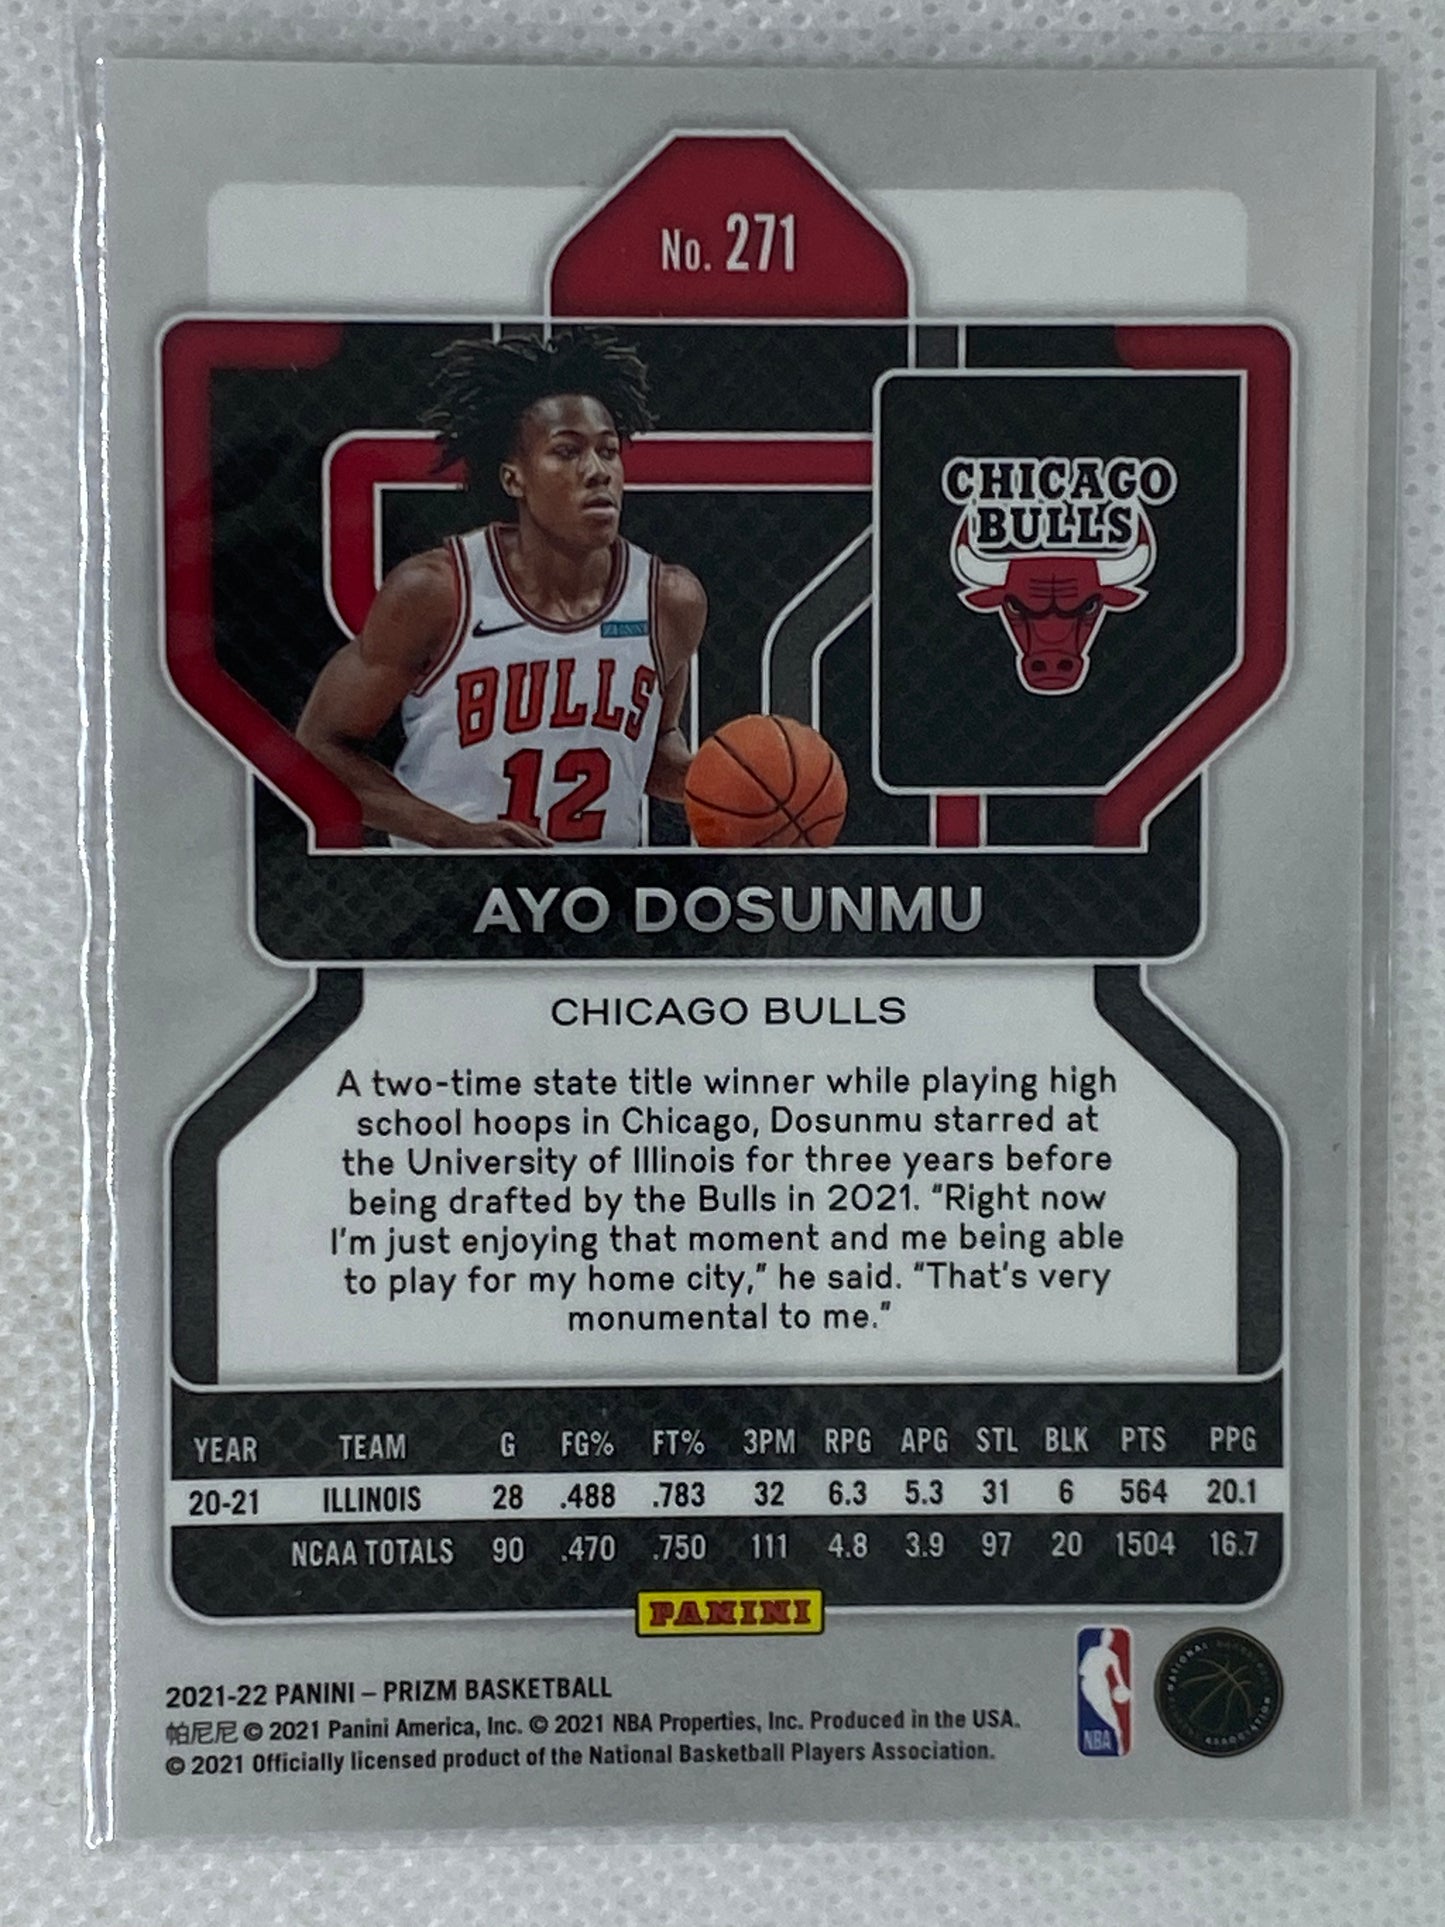 No. 271
CHICAGO
BULLS
BULLS
12
AYO DOSUNMU
CHICAGO BULLS
A two-time state title winner while playing high
school hoops in Chicago, Dosunmu starred at
the University of Illinois for three years before
being drafted by the Bulls in 2021. "Right now
I'm just enjoying that moment and me being able
to play for my home city," he said. "That's very
monumental to me."
YEAR TEAM G FG% FT% 3PM RPG APG STL BLK PTS PPG
20-21 ILLINOIS 28 .488 .783 32 6.3 5.3 31 6 564 20.1
NCAA TOTALS 90 .470 .750 111 4.8 3.9 97 20 1504 16.7
PANINI
2021-22 PANINI – PRIZM BASKETBALL
帕尼尼 © 2021 Panini America, Inc. © 2021 NBA Properties, Inc. Produced in the USA.
© 2021 Officially licensed product of the National Basketball Players Association.
NBA